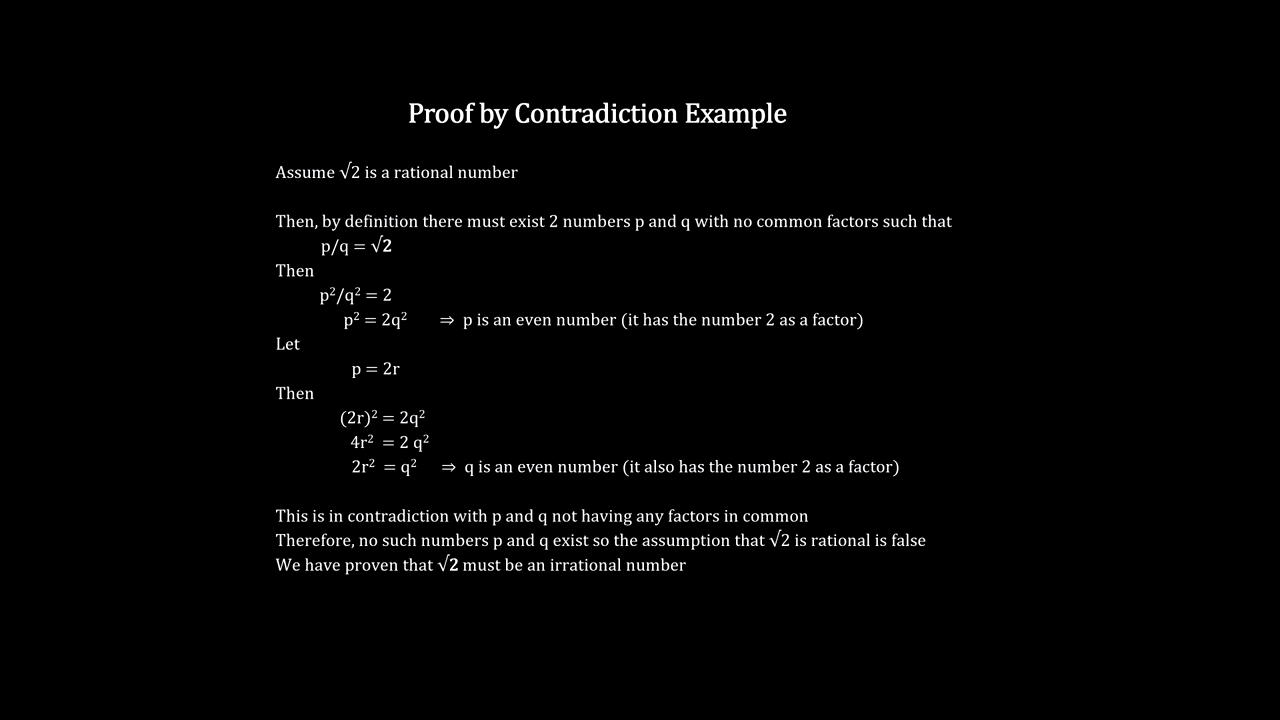 Proof by Contradiction Example
Assume √2 is a rational number
Then, by definition there must exist 2 numbers p and q with no common factors such that
p/q = √2
Then
p²/q² = 2
p² = 2q² ⇒ p is an even number (it has the number 2 as a factor)
Let
p = 2r
Then
(2r)² = 2q²
4r² = 2 q²
2r² = q² ⇒ q is an even number (it also has the number 2 as a factor)
This is in contradiction with p and q not having any factors in common
Therefore, no such numbers p and q exist so the assumption that √2 is rational is false
We have proven that √2 must be an irrational number